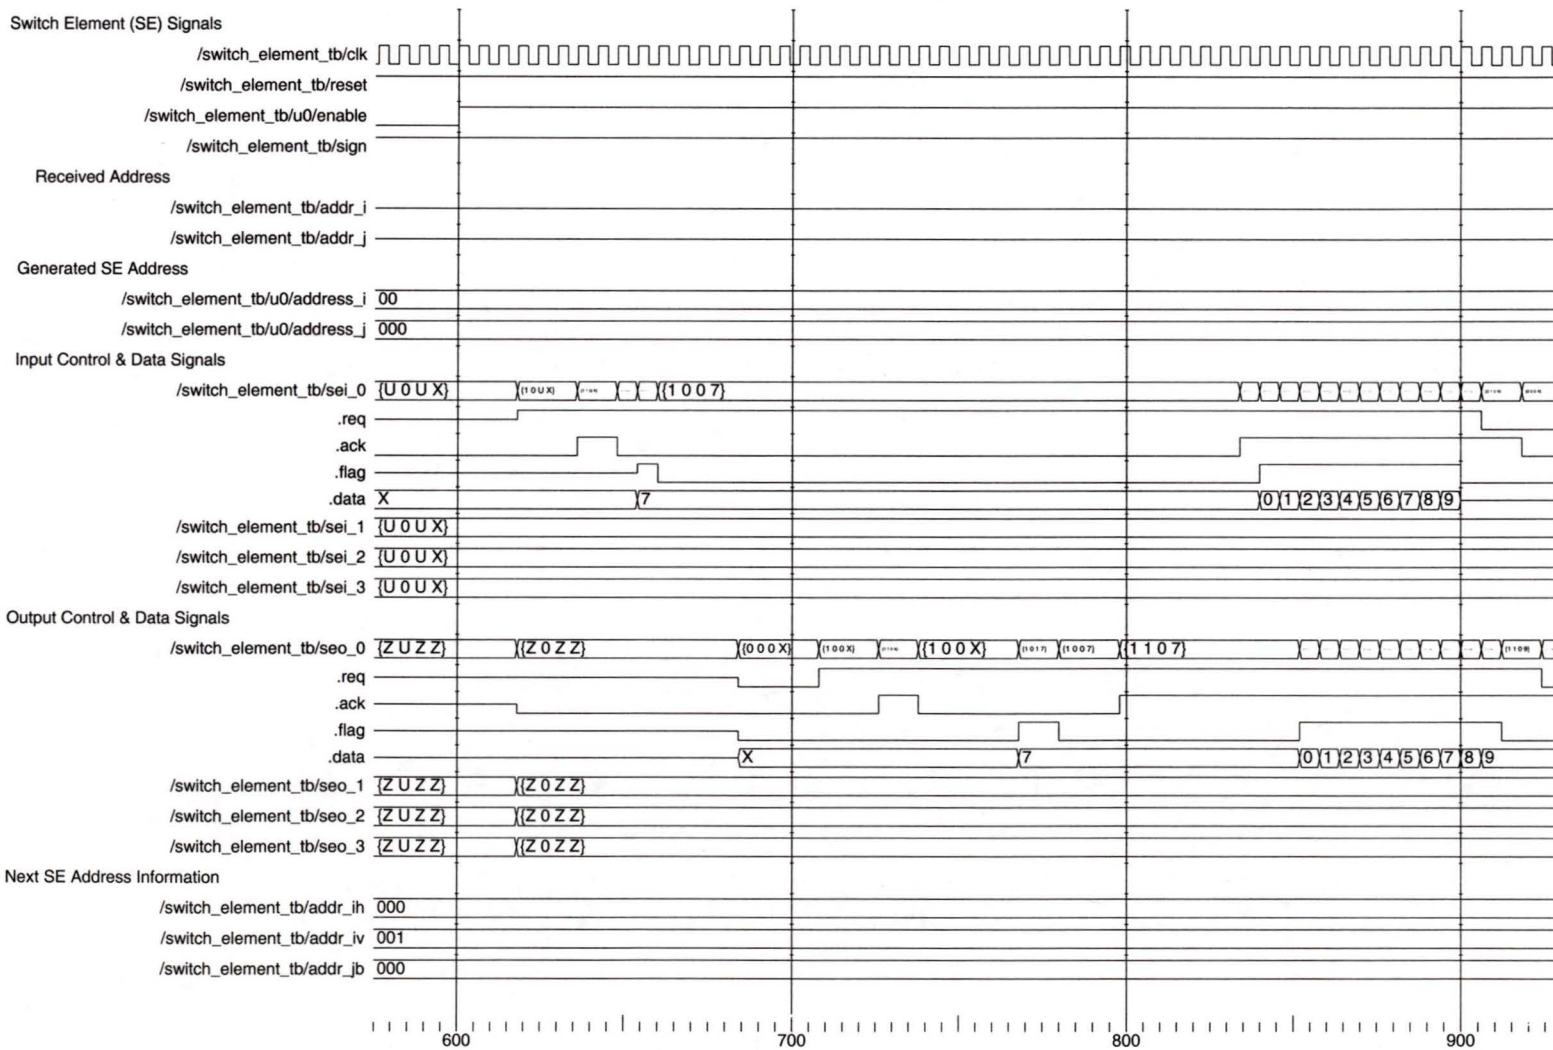 Switch Element (SE) Signals
/switch_element_tb/clk
/switch_element_tb/reset
/switch_element_tb/u0/enable
/switch_element_tb/sign
Received Address
/switch_element_tb/addr_i
/switch_element_tb/addr_j
Generated SE Address
/switch_element_tb/u0/address_i 00
/switch_element_tb/u0/address_j 000
Input Control & Data Signals
/switch_element_tb/sei_0 {U 0 U X} {1 0 U X} {1 0 0 7}
.req
.ack
.flag
.data X 7 0 1 2 3 4 5 6 7 8 9
/switch_element_tb/sei_1 {U 0 U X}
/switch_element_tb/sei_2 {U 0 U X}
/switch_element_tb/sei_3 {U 0 U X}
Output Control & Data Signals
/switch_element_tb/seo_0 {Z U Z Z} {Z 0 Z Z} {0 0 0 X} {1 0 0 X} {1 0 0 X} {1 0 1 7} {1 0 0 7} {1 1 0 7} {1 1 0 9}
.req
.ack
.flag
.data X 7 0 1 2 3 4 5 6 7 8 9
/switch_element_tb/seo_1 {Z U Z Z} {Z 0 Z Z}
/switch_element_tb/seo_2 {Z U Z Z} {Z 0 Z Z}
/switch_element_tb/seo_3 {Z U Z Z} {Z 0 Z Z}
Next SE Address Information
/switch_element_tb/addr_ih 000
/switch_element_tb/addr_iv 001
/switch_element_tb/addr_jb 000
600 700 800 900